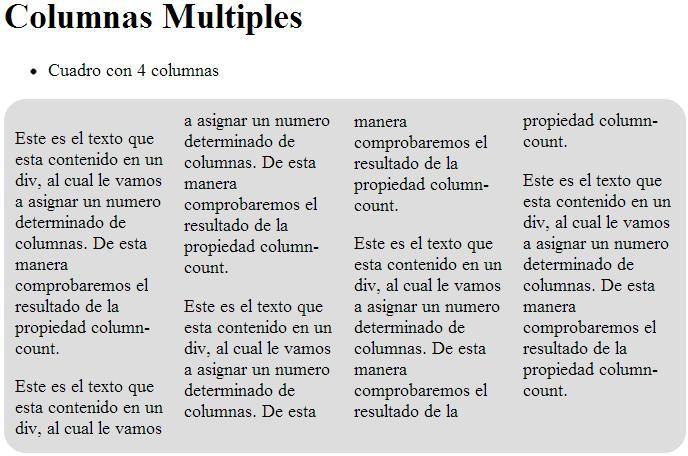 Columnas Multiples
Cuadro con 4 columnas
Este es el texto que
esta contenido en un
div, al cual le vamos
a asignar un numero
determinado de
columnas. De esta
manera
comprobaremos el
resultado de la
propiedad column-
count.
Este es el texto que
esta contenido en un
div, al cual le vamos
a asignar un numero
determinado de
columnas. De esta
manera
comprobaremos el
resultado de la
propiedad column-
count.
Este es el texto que
esta contenido en un
div, al cual le vamos
a asignar un numero
determinado de
columnas. De esta
manera
comprobaremos el
resultado de la
propiedad column-
count.
Este es el texto que
esta contenido en un
div, al cual le vamos
a asignar un numero
determinado de
columnas. De esta
manera
comprobaremos el
resultado de la
propiedad column-
count.
Este es el texto que
esta contenido en un
div, al cual le vamos
a asignar un numero
determinado de
columnas. De esta
manera
comprobaremos el
resultado de la
propiedad column-
count.